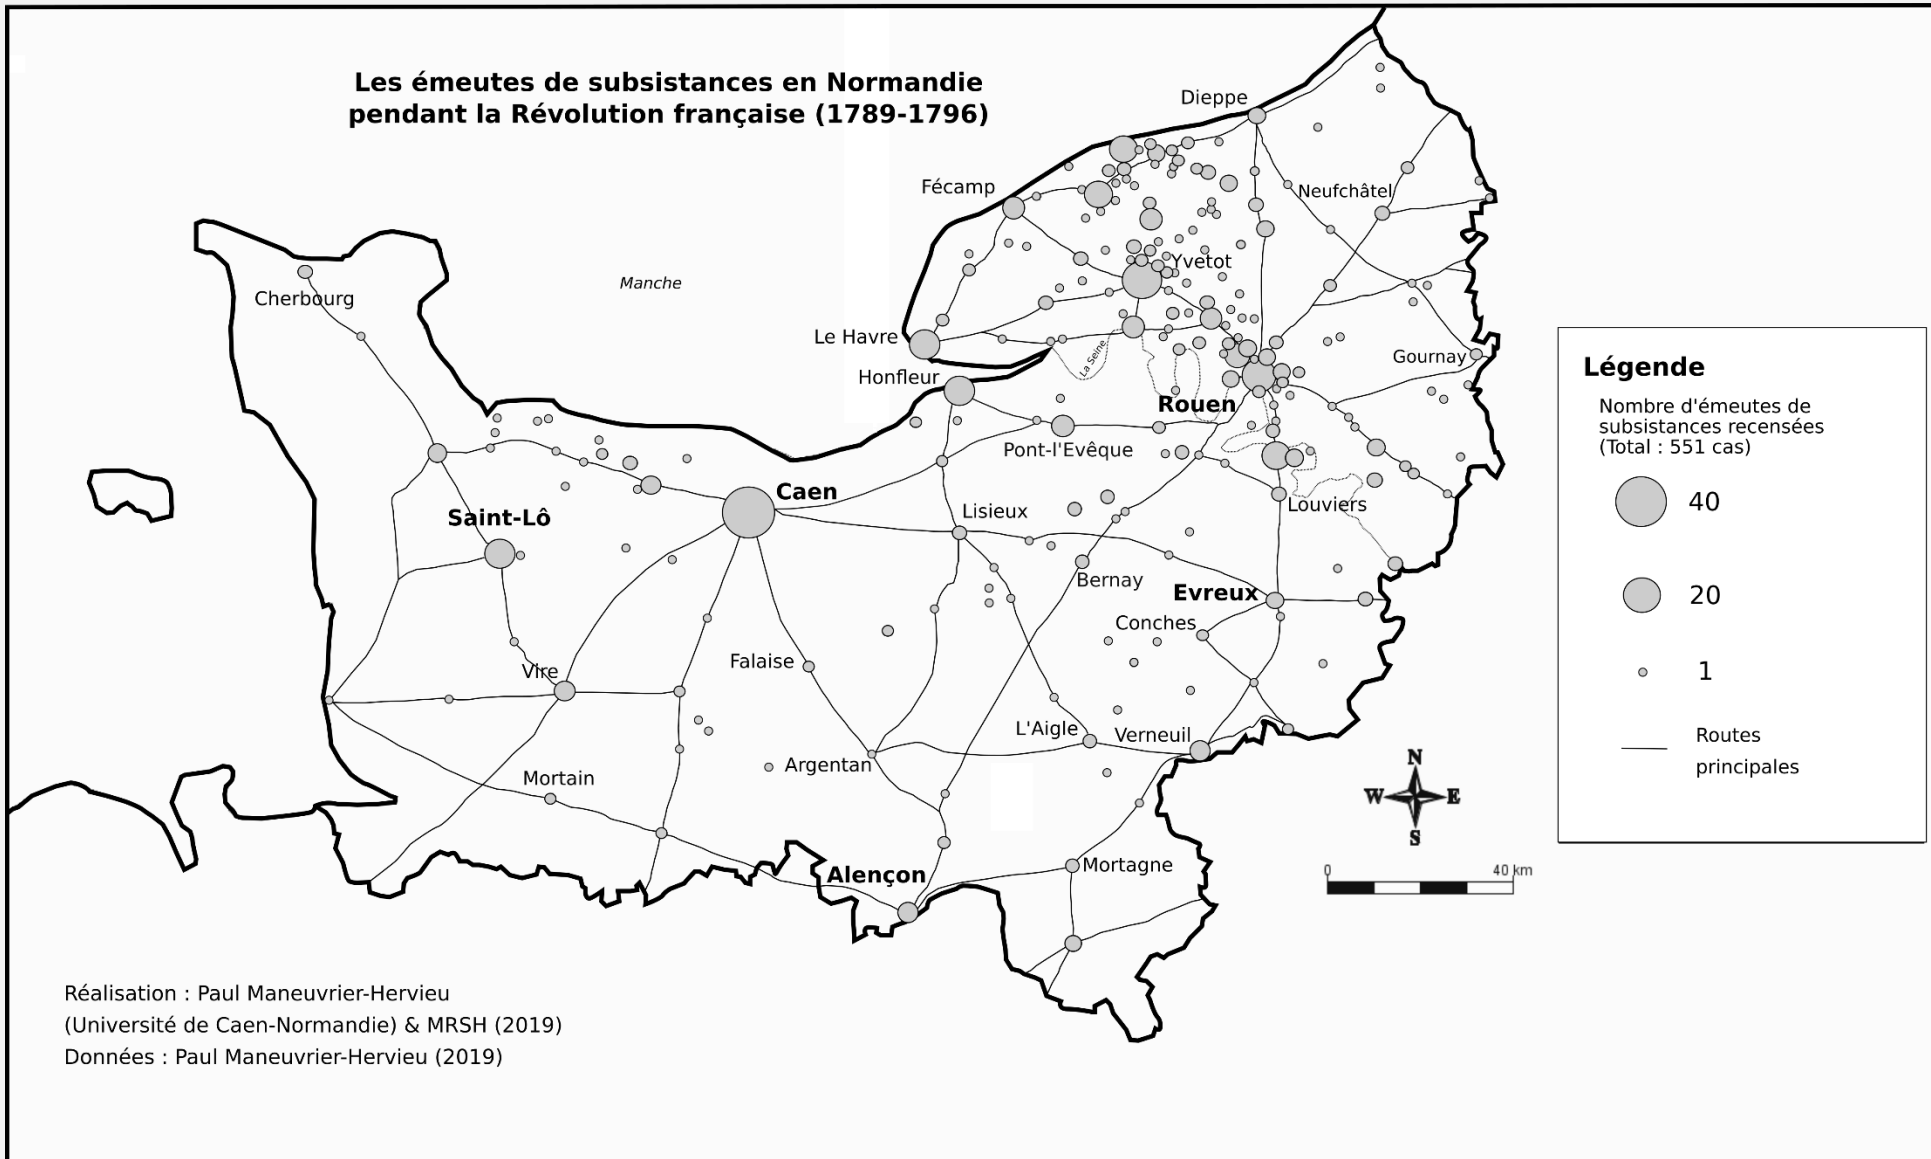 Les émeutes de subsistances en Normandie
pendant la Révolution française (1789-1796)
Dieppe
Fécamp
Neufchâtel
Yvetot
Manche
Cherbourg
Le Havre
La Seine
Gournay
Honfleur
Rouen
Pont-l'Evêque
Caen
Louviers
Saint-Lô
Lisieux
Bernay
Evreux
Conches
Falaise
Vire
L'Aigle
Verneuil
Argentan
Mortain
Mortagne
Alençon
Légende
Nombre d'émeutes de
subsistances recensées
(Total : 551 cas)
40
20
1
Routes
principales
N
W E
S
0 40 km
Réalisation : Paul Maneuvrier-Hervieu
(Université de Caen-Normandie) & MRSH (2019)
Données : Paul Maneuvrier-Hervieu (2019)